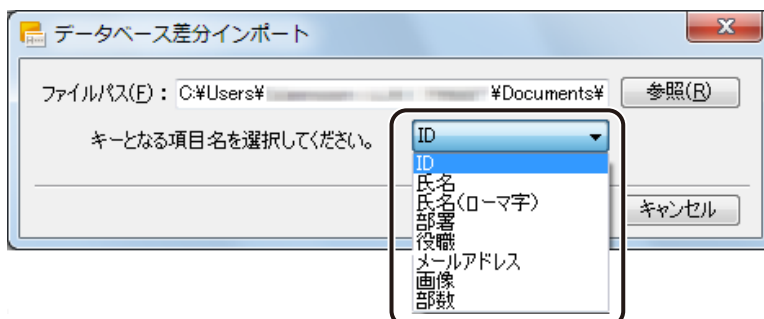 データベース差分インポート
ファイルパス(F)： C:¥Users¥ ¥Documents¥ 参照(R)
キーとなる項目名を選択してください。 ID
ID
氏名
氏名(ローマ字)
部署
役職
メールアドレス
画像
部数
キャンセル